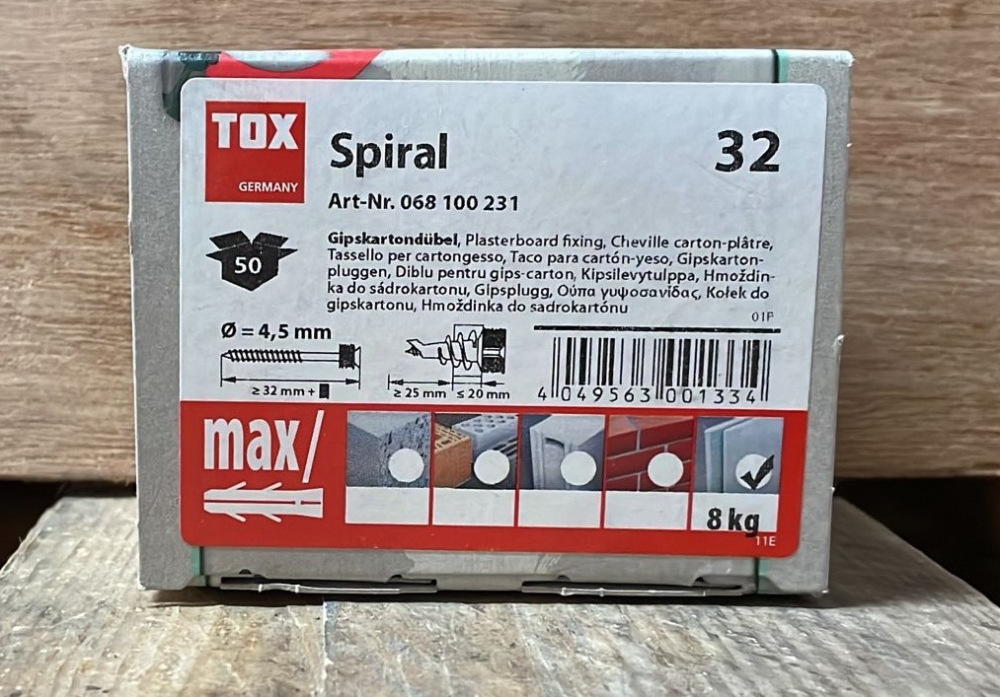 TOX
GERMANY
Spiral
32
Art-Nr. 068 100 231
50
Gipskartondübel, Plasterboard fixing, Cheville carton-plâtre,
Tassello per cartongesso, Taco para cartón-yeso, Gipskarton-
pluggen, Diblu pentru gips-carton, Kipsilevytulppa, Hmoždin-
ka do sádrokartonu, Gipsplugg, Ούπα γυψοσανίδας, Kołek do
gipskartonu, Hmoždinka do sadrokartónu
01F
Ø = 4,5 mm
≥ 32 mm +
≥ 25 mm
≤ 20 mm
4 049563 001334
max/
8 kg
11E